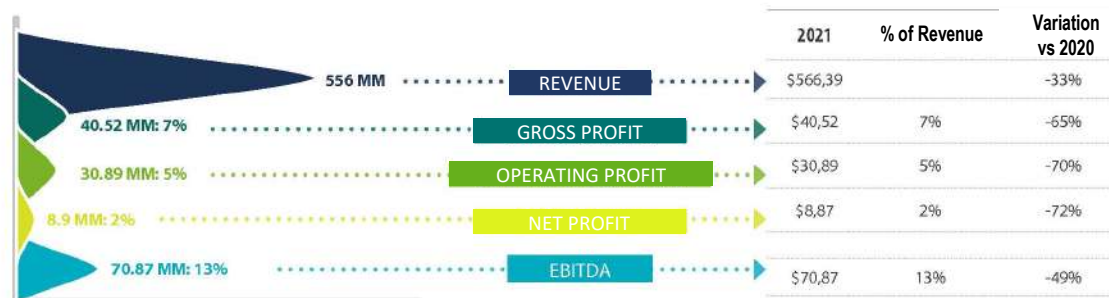 2021 % of Revenue Variation
vs 2020
556 MM REVENUE $566,39 -33%
40.52 MM: 7% GROSS PROFIT $40,52 7% -65%
30.89 MM: 5% OPERATING PROFIT $30,89 5% -70%
8.9 MM: 2% NET PROFIT $8,87 2% -72%
70.87 MM: 13% EBITDA $70,87 13% -49%